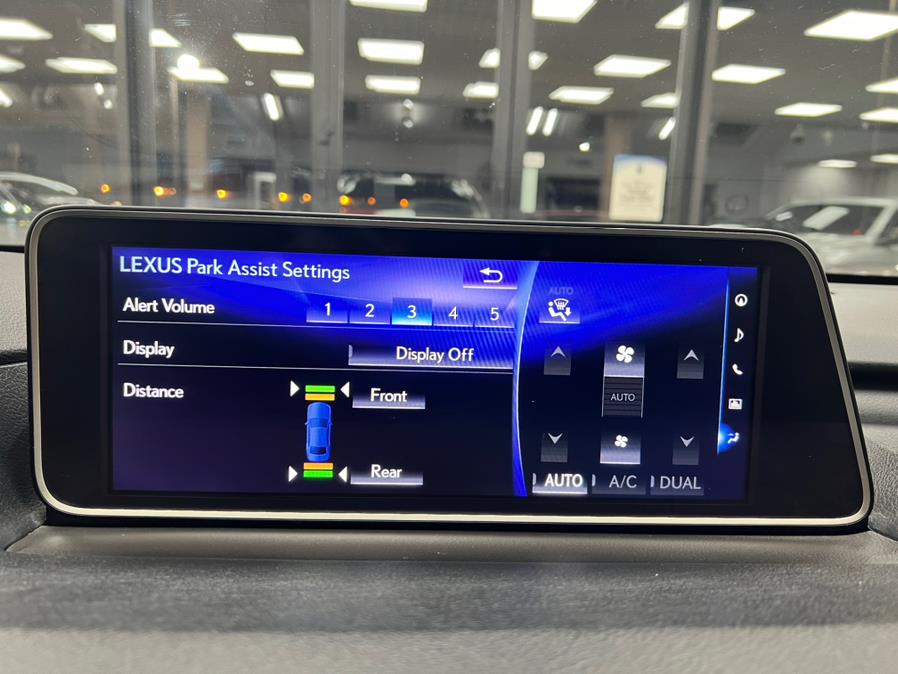 LEXUS Park Assist Settings
Alert Volume 1 2 3 4 5
Display Display Off
Distance Front
Rear
AUTO
AUTO
AUTO A/C DUAL